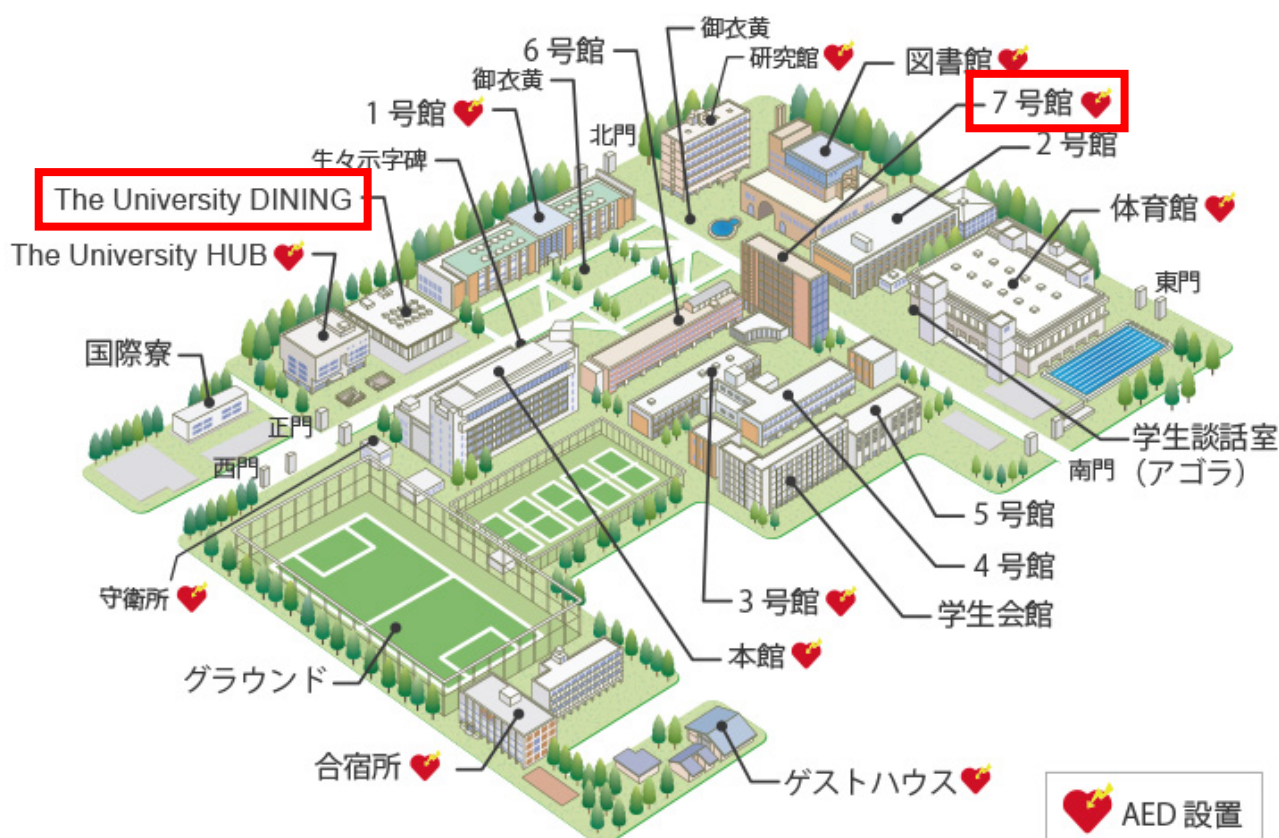 御衣黄
6 号館
研究館
図書館
御衣黄
7 号館
1 号館
北門
2 号館
生々示字碑
The University DINING
体育館
The University HUB
東門
国際寮
正門
学生談話室
(アゴラ)
西門
南門
5 号館
4 号館
守衛所
3 号館
学生会館
本館
グラウンド
合宿所
ゲストハウス
AED 設置